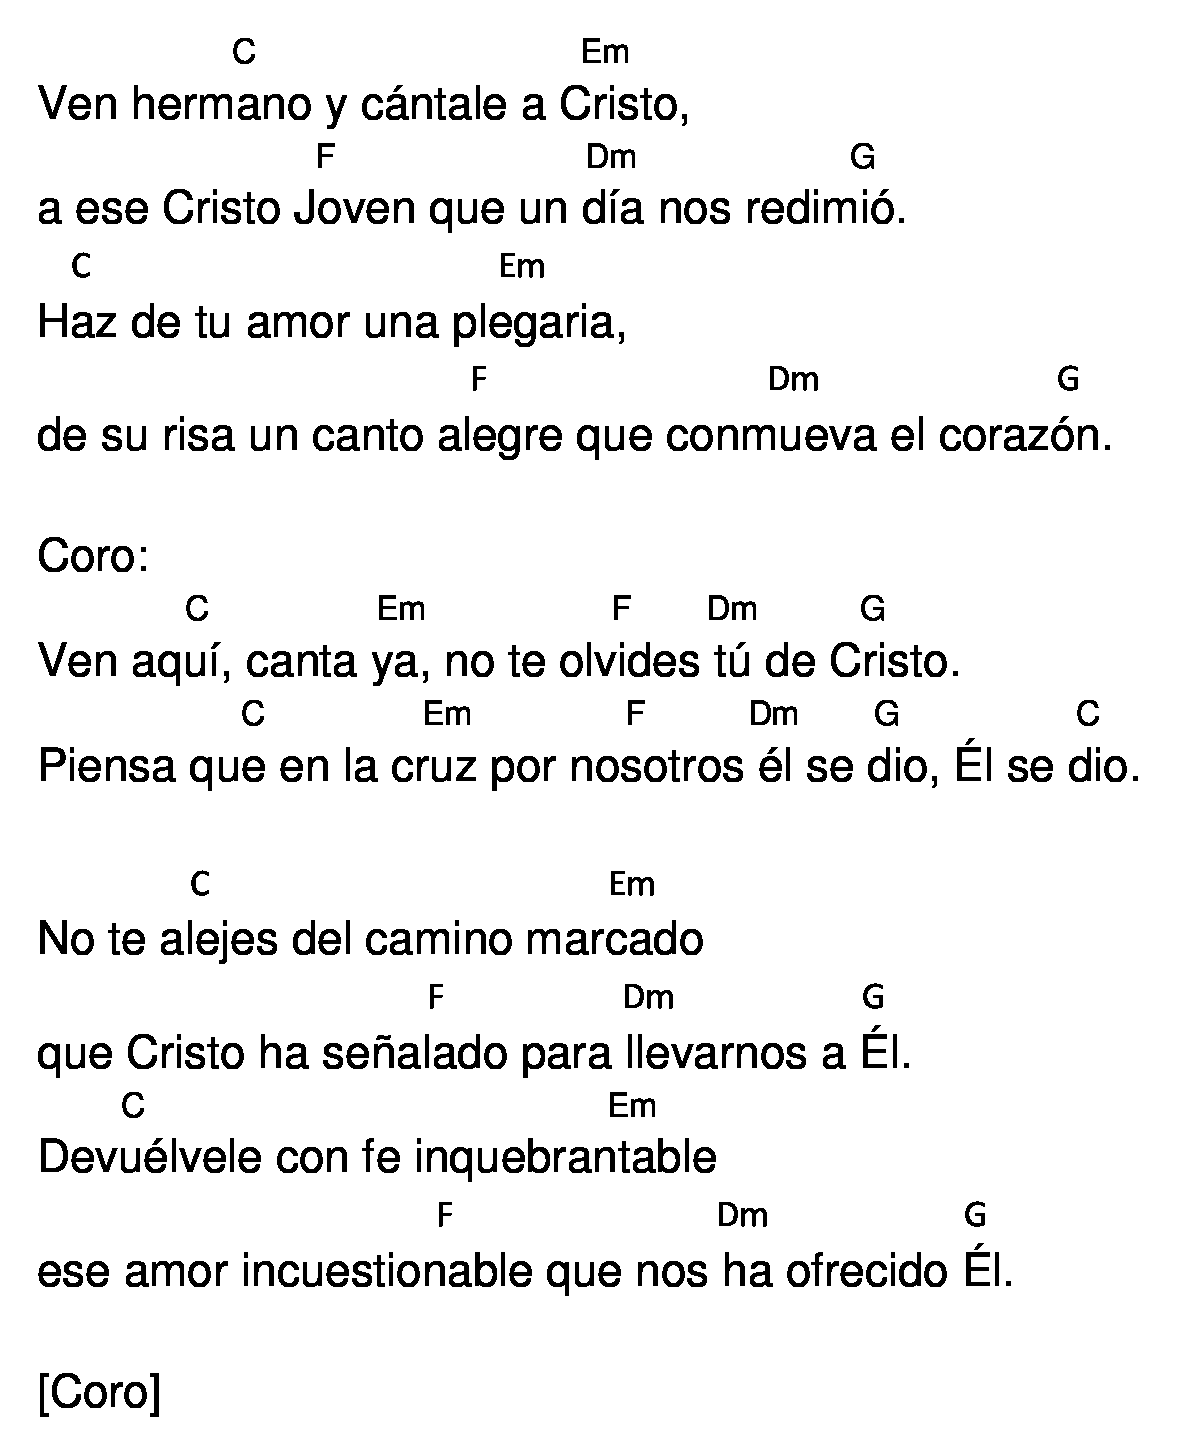 C Em
Ven hermano y cántale a Cristo,
F Dm G
a ese Cristo Joven que un día nos redimió.
C Em
Haz de tu amor una plegaria,
F Dm G
de su risa un canto alegre que conmueva el corazón.
Coro:
C Em F Dm G
Ven aquí, canta ya, no te olvides tú de Cristo.
C Em F Dm G C
Piensa que en la cruz por nosotros él se dio, Él se dio.
C Em
No te alejes del camino marcado
F Dm G
que Cristo ha señalado para llevarnos a Él.
C Em
Devuélvele con fe inquebrantable
F Dm G
ese amor incuestionable que nos ha ofrecido Él.
[Coro]